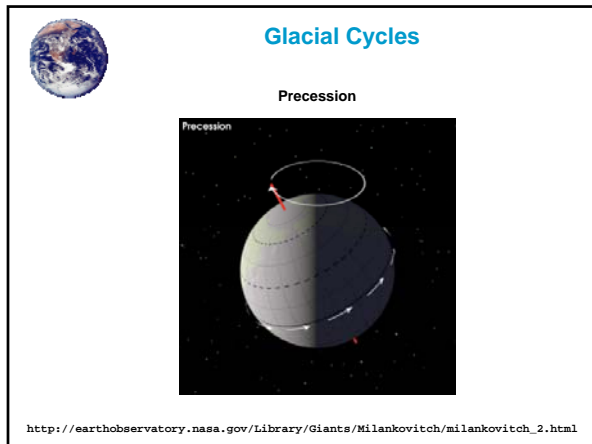 Glacial Cycles
Precession
Precession
http://earthobservatory.nasa.gov/Library/Giants/Milankovitch/milankovitch_2.html